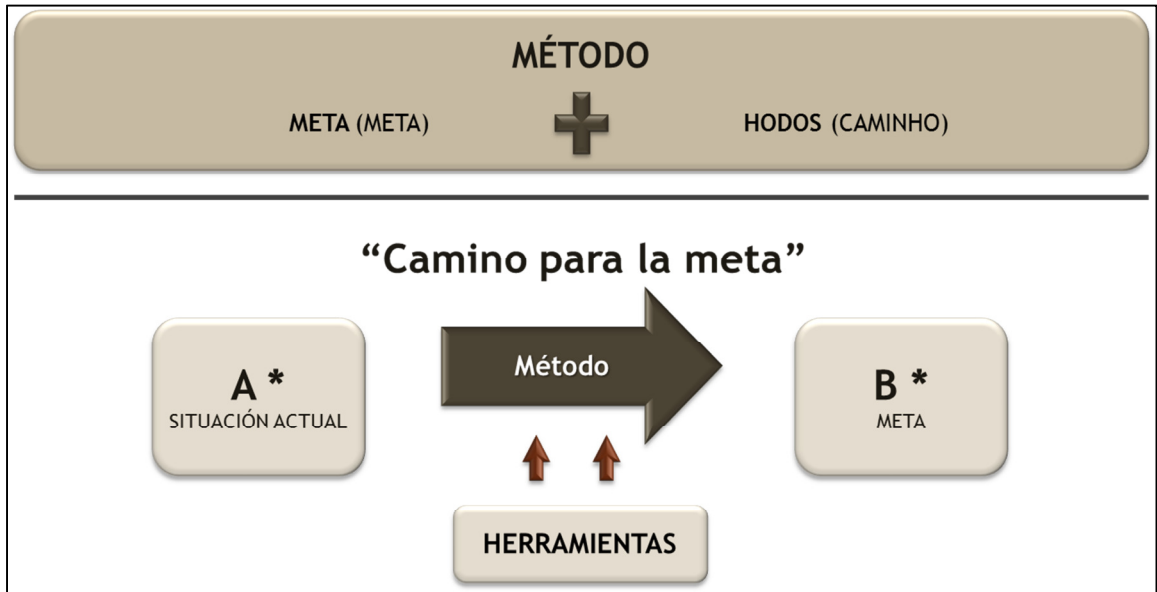 MÉTODO
META (META)
HODOS (CAMINHO)
“Camino para la meta”
Método
A *
SITUACIÓN ACTUAL
B *
META
HERRAMIENTAS